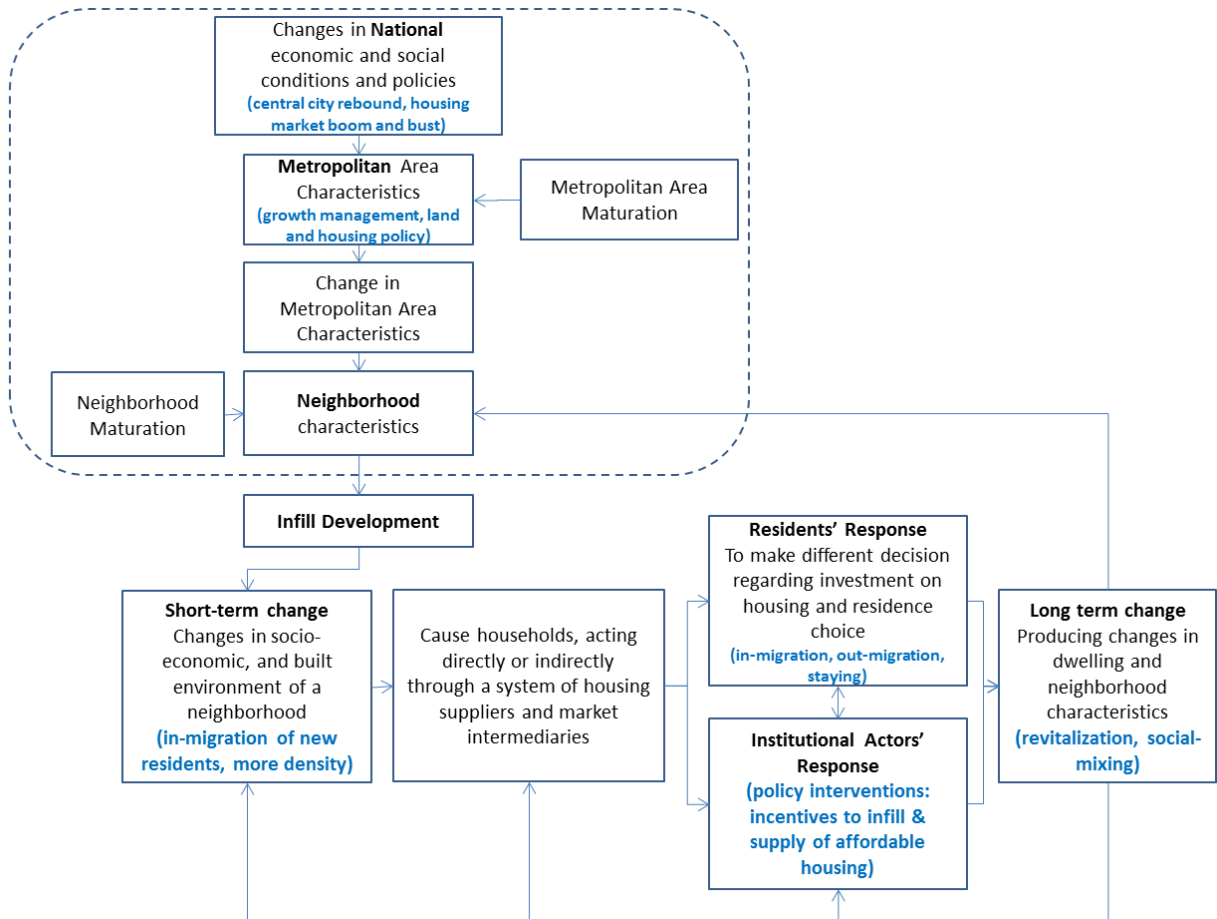 Changes in National
economic and social
conditions and policies
(central city rebound, housing
market boom and bust)
Metropolitan Area
Characteristics
(growth management, land
and housing policy)
Metropolitan Area
Maturation
Change in
Metropolitan Area
Characteristics
Neighborhood
Maturation
Neighborhood
characteristics
Infill Development
Short-term change
Changes in socio-
economic, and built
environment of a
neighborhood
(in-migration of new
residents, more density)
Cause households, acting
directly or indirectly
through a system of housing
suppliers and market
intermediaries
Residents’ Response
To make different decision
regarding investment on
housing and residence
choice
(in-migration, out-migration,
staying)
Institutional Actors’
Response
(policy interventions:
incentives to infill &
supply of affordable
housing)
Long term change
Producing changes in
dwelling and
neighborhood
characteristics
(revitalization, social-
mixing)